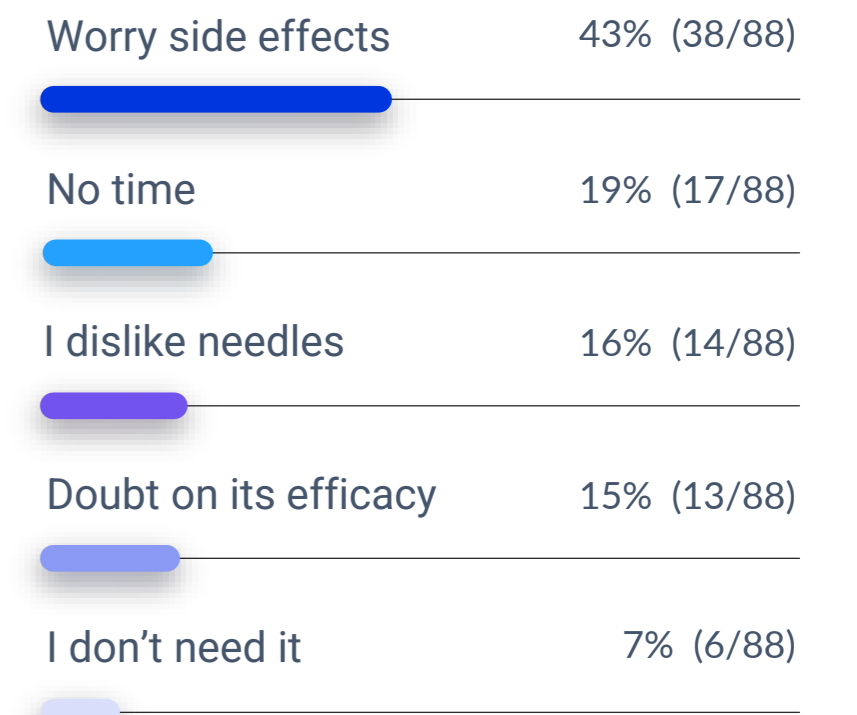 Worry side effects 43% (38/88)
No time 19% (17/88)
I dislike needles 16% (14/88)
Doubt on its efficacy 15% (13/88)
I don’t need it 7% (6/88)